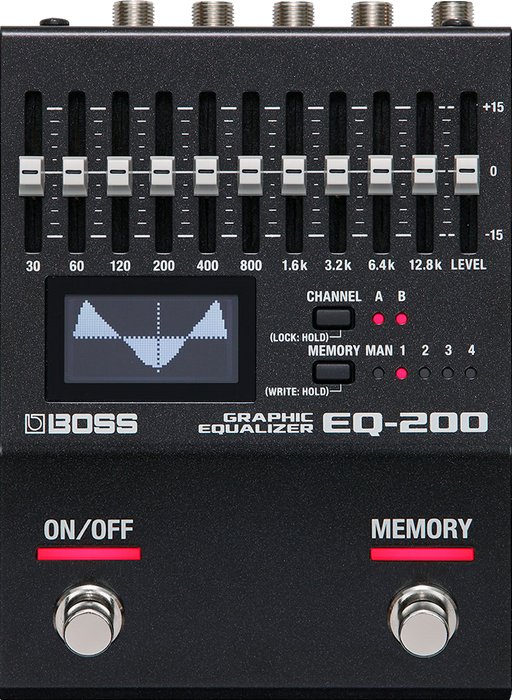 +15
0
-15
30 60 120 200 400 800 1.6k 3.2k 6.4k 12.8k LEVEL
CHANNEL A B
(LOCK: HOLD)
MEMORY MAN 1 2 3 4
(WRITE: HOLD)
BOSS GRAPHIC EQUALIZER EQ-200
ON/OFF MEMORY